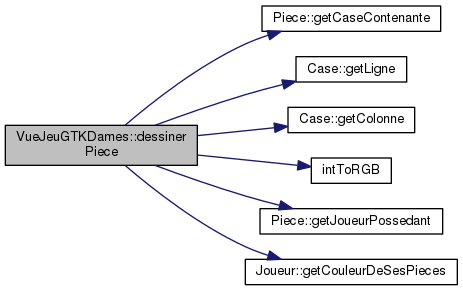 Piece::getCaseContenante
Case::getLigne
VueJeuGTKDames::dessiner
Piece
Case::getColonne
intToRGB
Piece::getJoueurPossedant
Joueur::getCouleurDeSesPieces